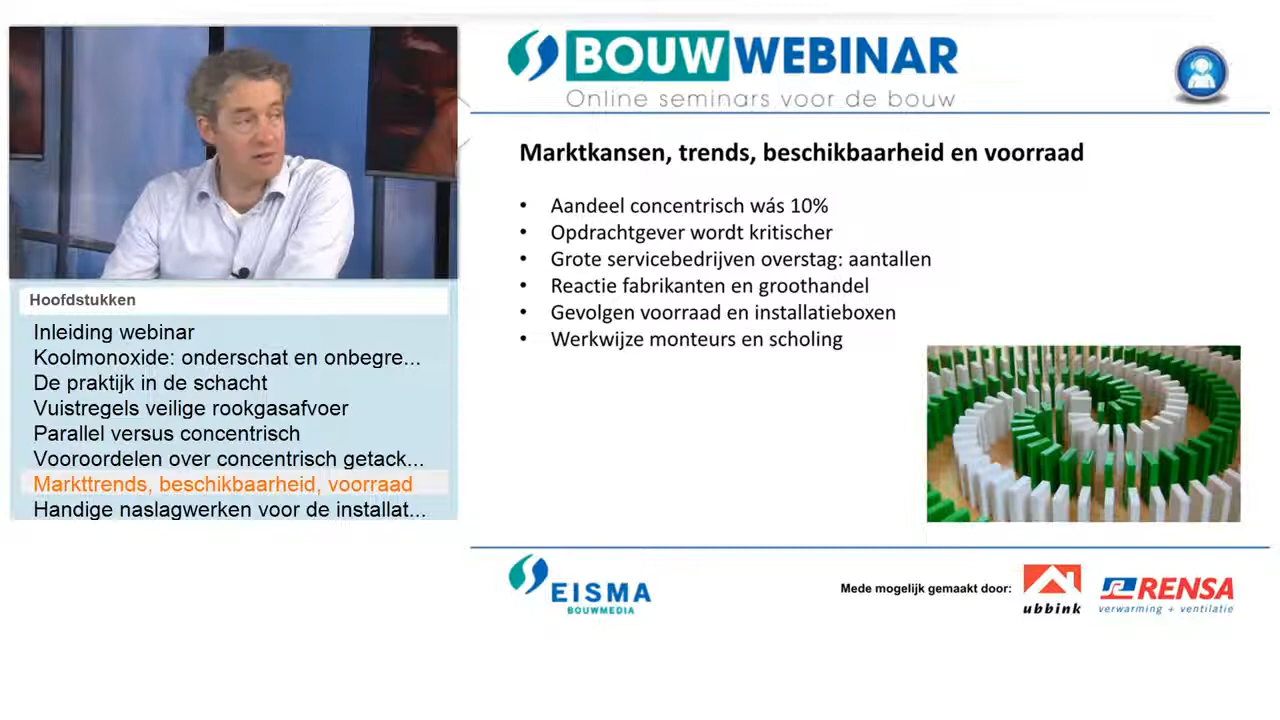 BOUWWEBINAR
Online seminars voor de bouw
Marktkansen, trends, beschikbaarheid en voorraad
• Aandeel concentrisch wás 10%
• Opdrachtgever wordt kritischer
• Grote servicebedrijven overstag: aantallen
• Reactie fabrikanten en groothandel
• Gevolgen voorraad en installatieboxen
• Werkwijze monteurs en scholing
Hoofdstukken
Inleiding webinar
Koolmonoxide: onderschat en onbegre...
De praktijk in de schacht
Vuistregels veilige rookgasafvoer
Parallel versus concentrisch
Vooroordelen over concentrisch getack...
Markttrends, beschikbaarheid, voorraad
Handige naslagwerken voor de installat...
EISMA
BOUWMEDIA
Mede mogelijk gemaakt door:
ubbink
RENSA
verwarming + ventilatie